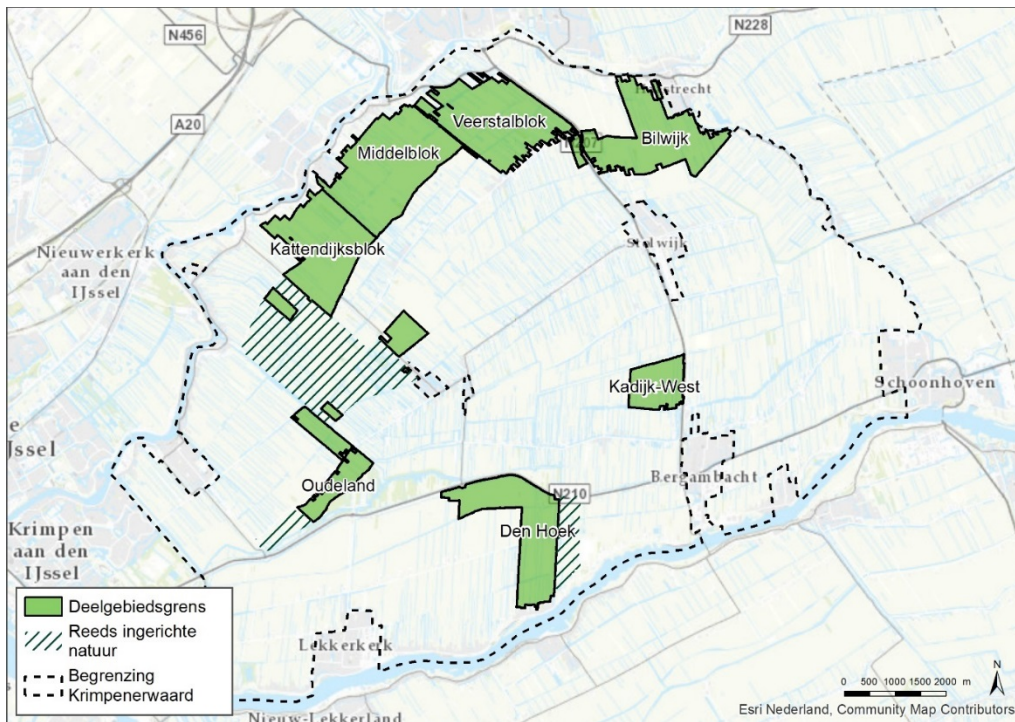 N456
N228
A20
Veerstalblok
Middelblok
Bilwijk
Kattendijksblok
Nieuwerkerk
aan den
IJssel
Kadijk-West
Schoonhoven
Bergambacht
Oudeland
N210
Den Hoek
Krimpen
aan den
IJssel
Lekkerkerk
Nieuw-Lekkerland
Deelgebiedsgrens
Reeds ingerichte
natuur
Begrenzing
Krimpenerwaard
N
0 500 1000 1500 2000 m
Esri Nederland, Community Map Contributors